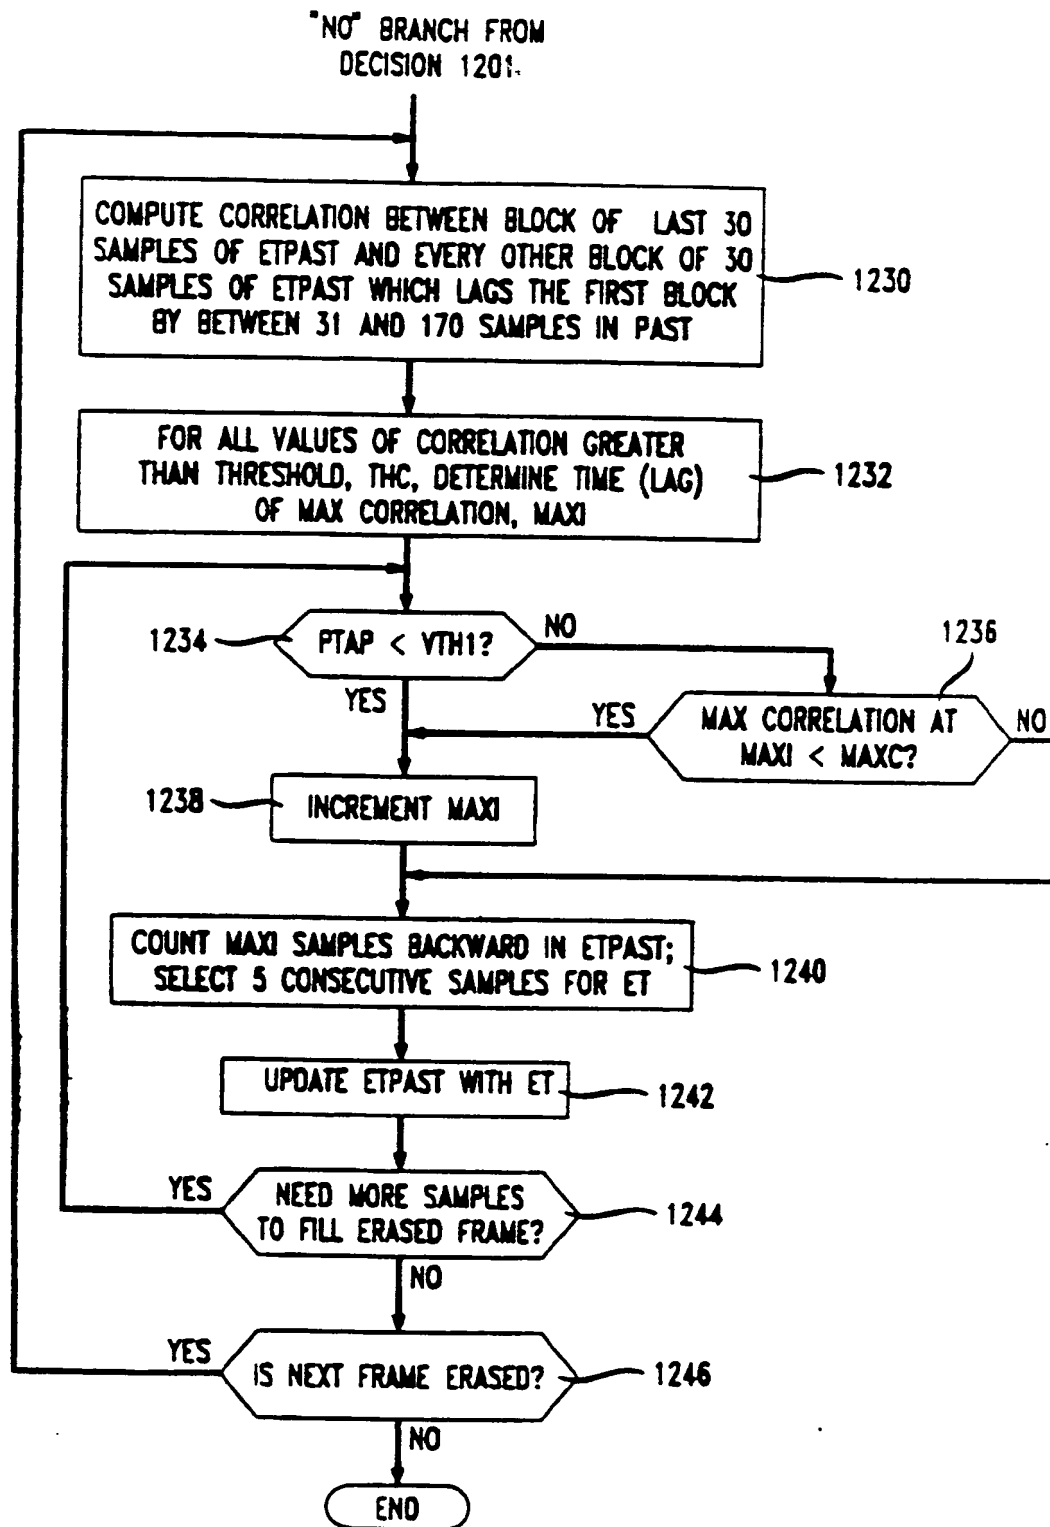 "NO" BRANCH FROM
DECISION 1201.
COMPUTE CORRELATION BETWEEN BLOCK OF LAST 30
SAMPLES OF ETPAST AND EVERY OTHER BLOCK OF 30
SAMPLES OF ETPAST WHICH LAGS THE FIRST BLOCK
BY BETWEEN 31 AND 170 SAMPLES IN PAST
1230
FOR ALL VALUES OF CORRELATION GREATER
THAN THRESHOLD, THC, DETERMINE TIME (LAG)
OF MAX CORRELATION, MAXI
1232
1234
PTAP < VTH1?
NO
YES
1236
MAX CORRELATION AT
MAXI < MAXC?
YES
NO
1238
INCREMENT MAXI
COUNT MAXI SAMPLES BACKWARD IN ETPAST;
SELECT 5 CONSECUTIVE SAMPLES FOR ET
1240
UPDATE ETPAST WITH ET
1242
YES
NEED MORE SAMPLES
TO FILL ERASED FRAME?
1244
NO
YES
IS NEXT FRAME ERASED?
1246
NO
END